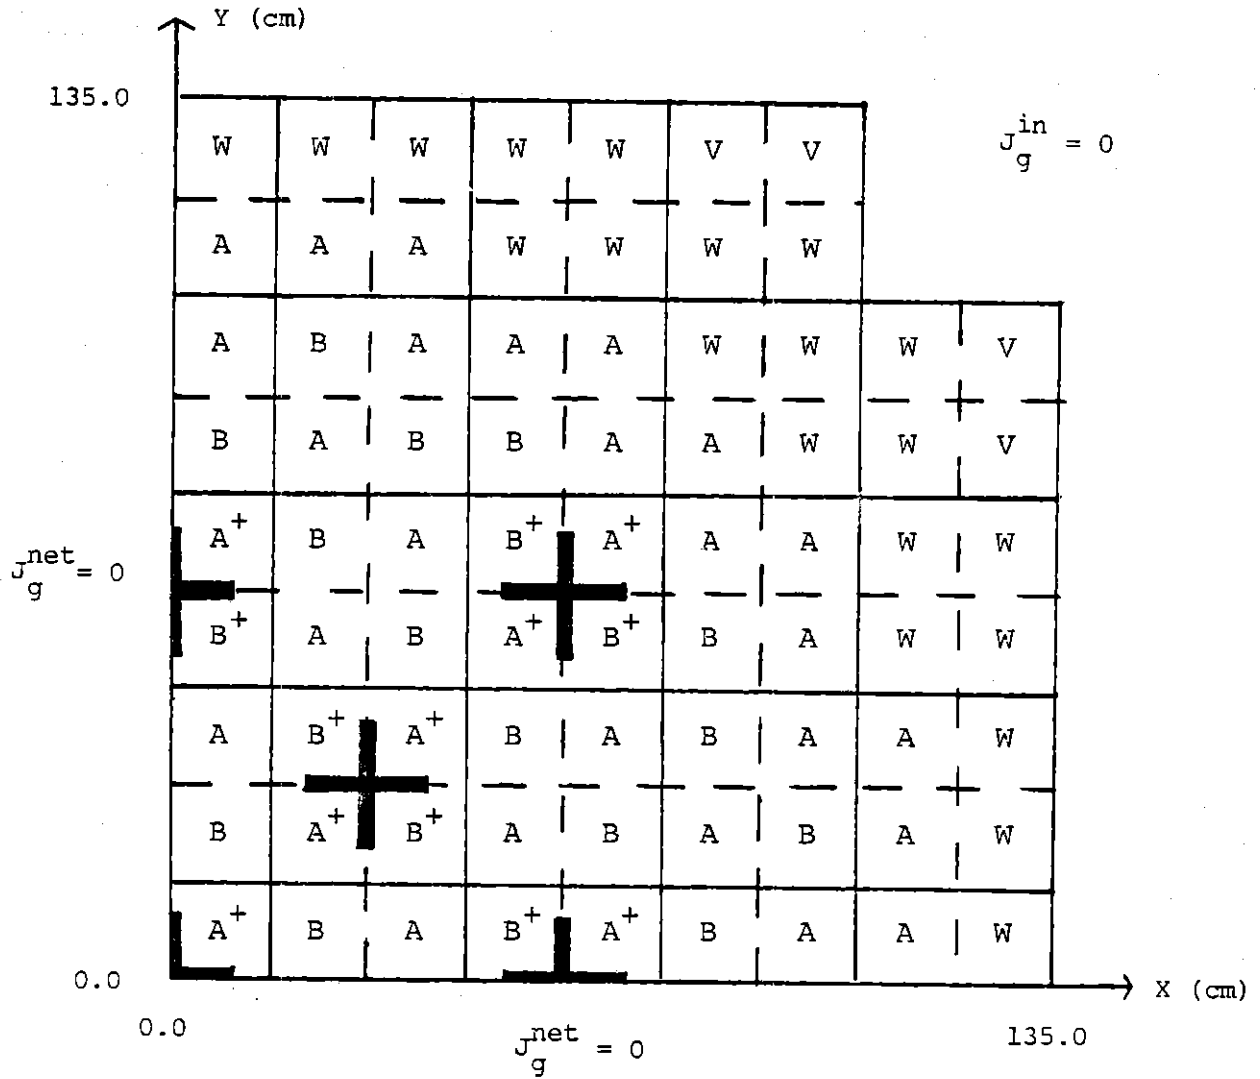 Y (cm)
135.0
W W W W W V V
J_g^in = 0
A A A W W W W
A B A A A W W W V
B A B B A A W W V
A+ B A B+ A+ A A W W
J_g^net = 0
B+ A B A+ B+ B A W W
A B+ A+ B A B A A W
B A+ B+ A B A B A W
A+ B A B+ A+ B A A W
0.0
X (cm)
0.0
J_g^net = 0
135.0